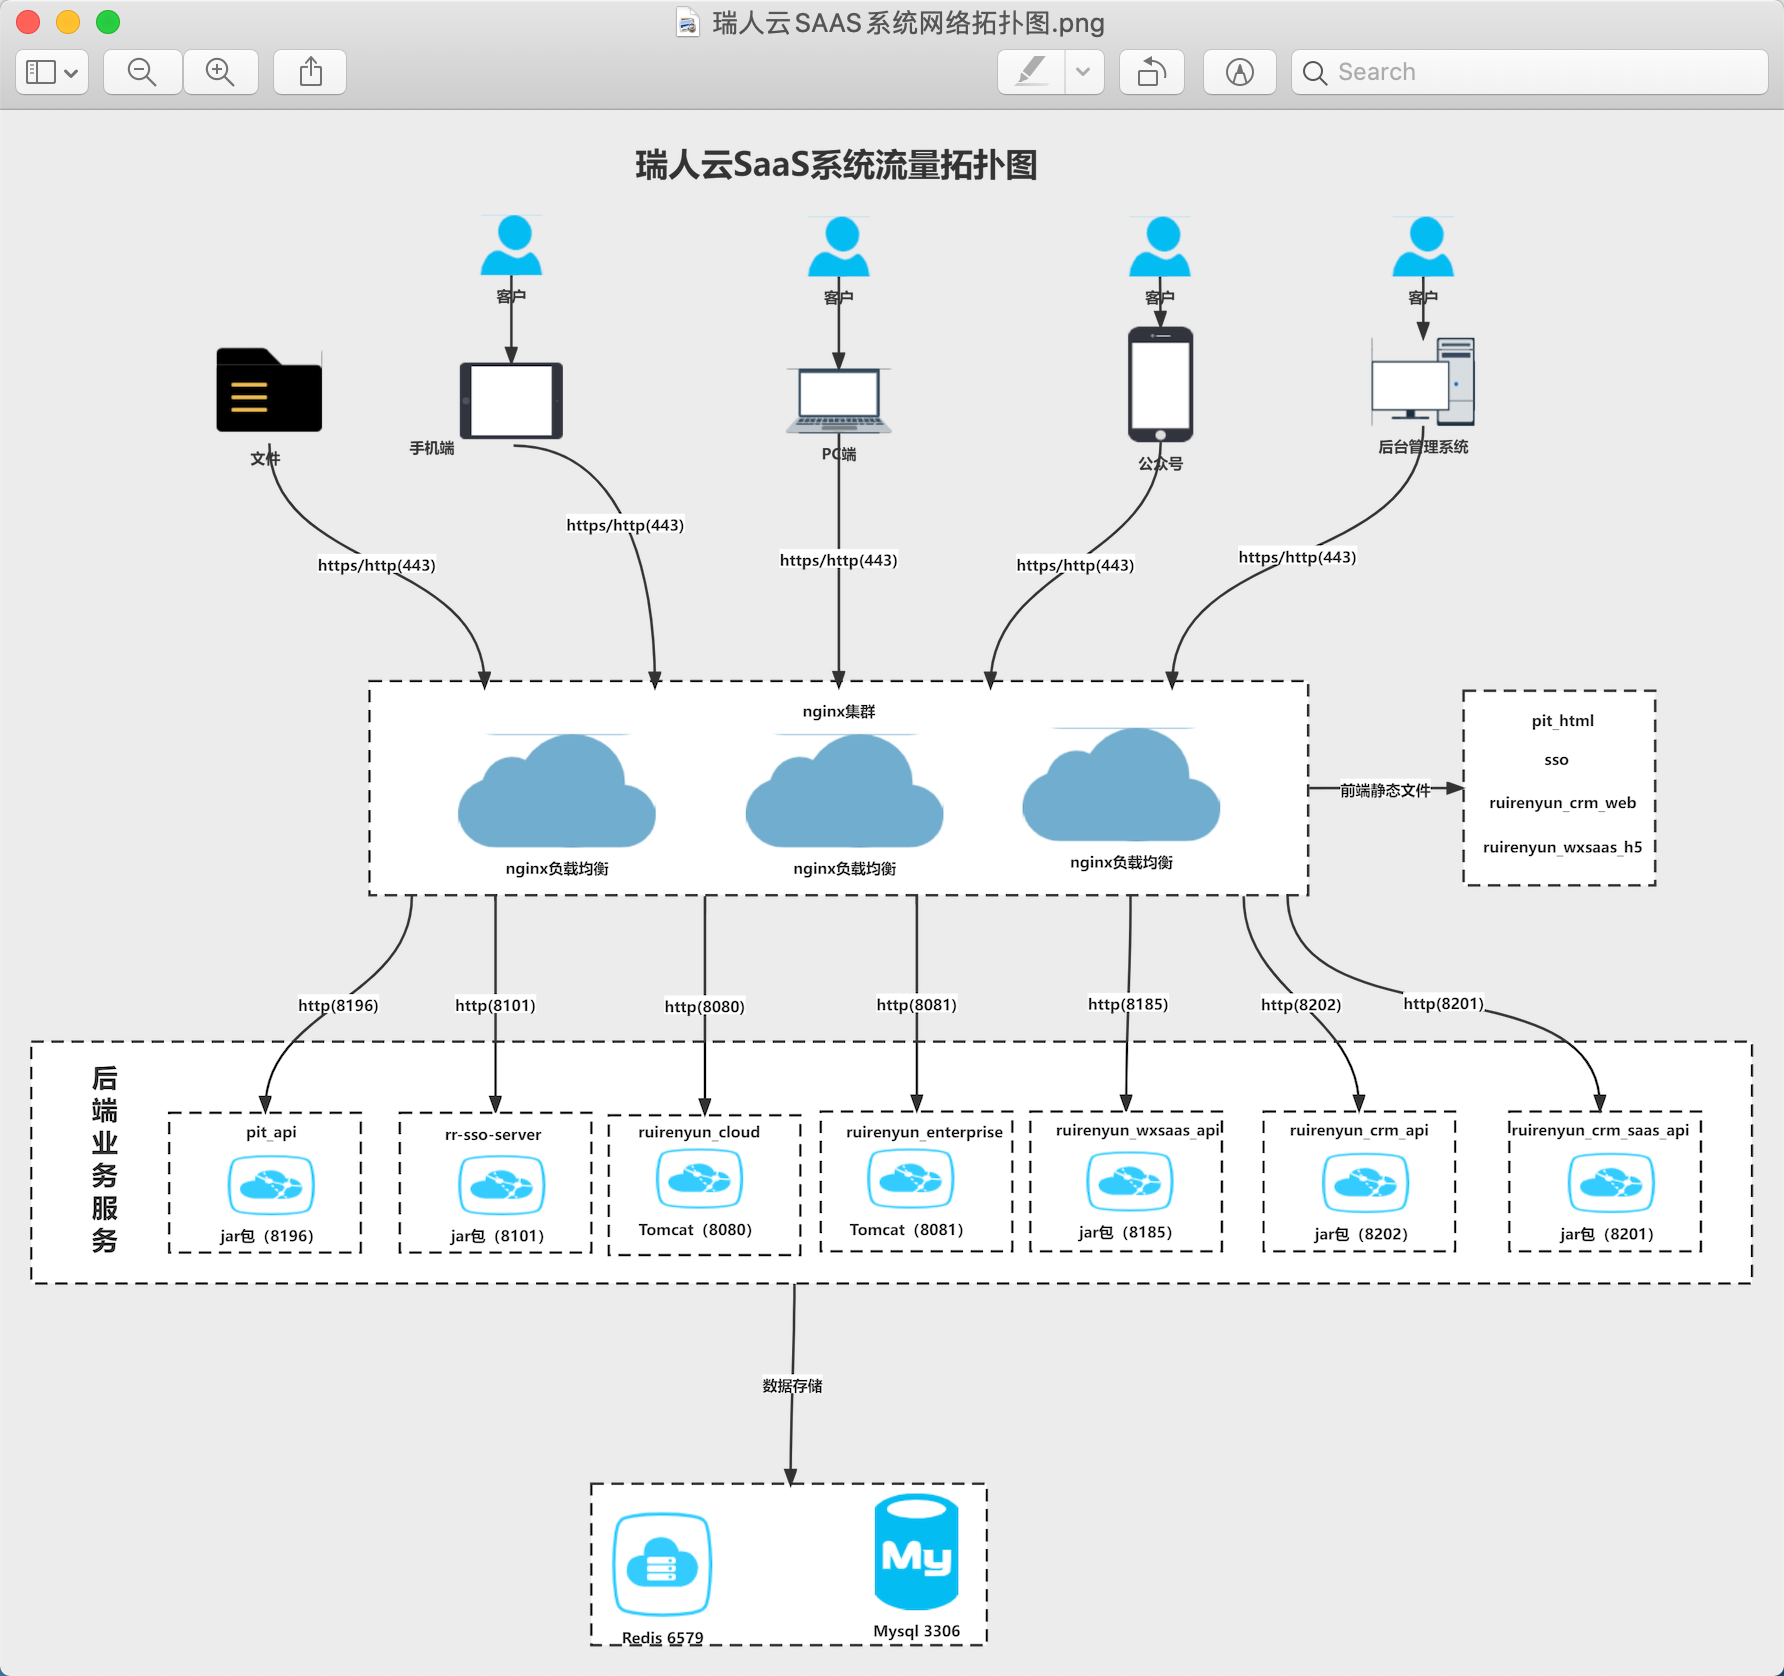 瑞人云SAAS系统网络拓扑图.png
Search
瑞人云SaaS系统流量拓扑图
客户
客户
客户
客户
文件
手机端
PC端
公众号
后台管理系统
https/http(443)
https/http(443)
https/http(443)
https/http(443)
https/http(443)
nginx集群
nginx负载均衡
nginx负载均衡
nginx负载均衡
前端静态文件
pit_html
sso
ruirenyun_crm_web
ruirenyun_wxsaas_h5
http(8196)
http(8101)
http(8080)
http(8081)
http(8185)
http(8202)
http(8201)
后端业务服务
pit_api
jar包（8196）
rr-sso-server
jar包（8101）
ruirenyun_cloud
Tomcat（8080）
ruirenyun_enterprise
Tomcat（8081）
ruirenyun_wxsaas_api
jar包（8185）
ruirenyun_crm_api
jar包（8202）
ruirenyun_crm_saas_api
jar包（8201）
数据存储
My
Redis 6579
Mysql 3306